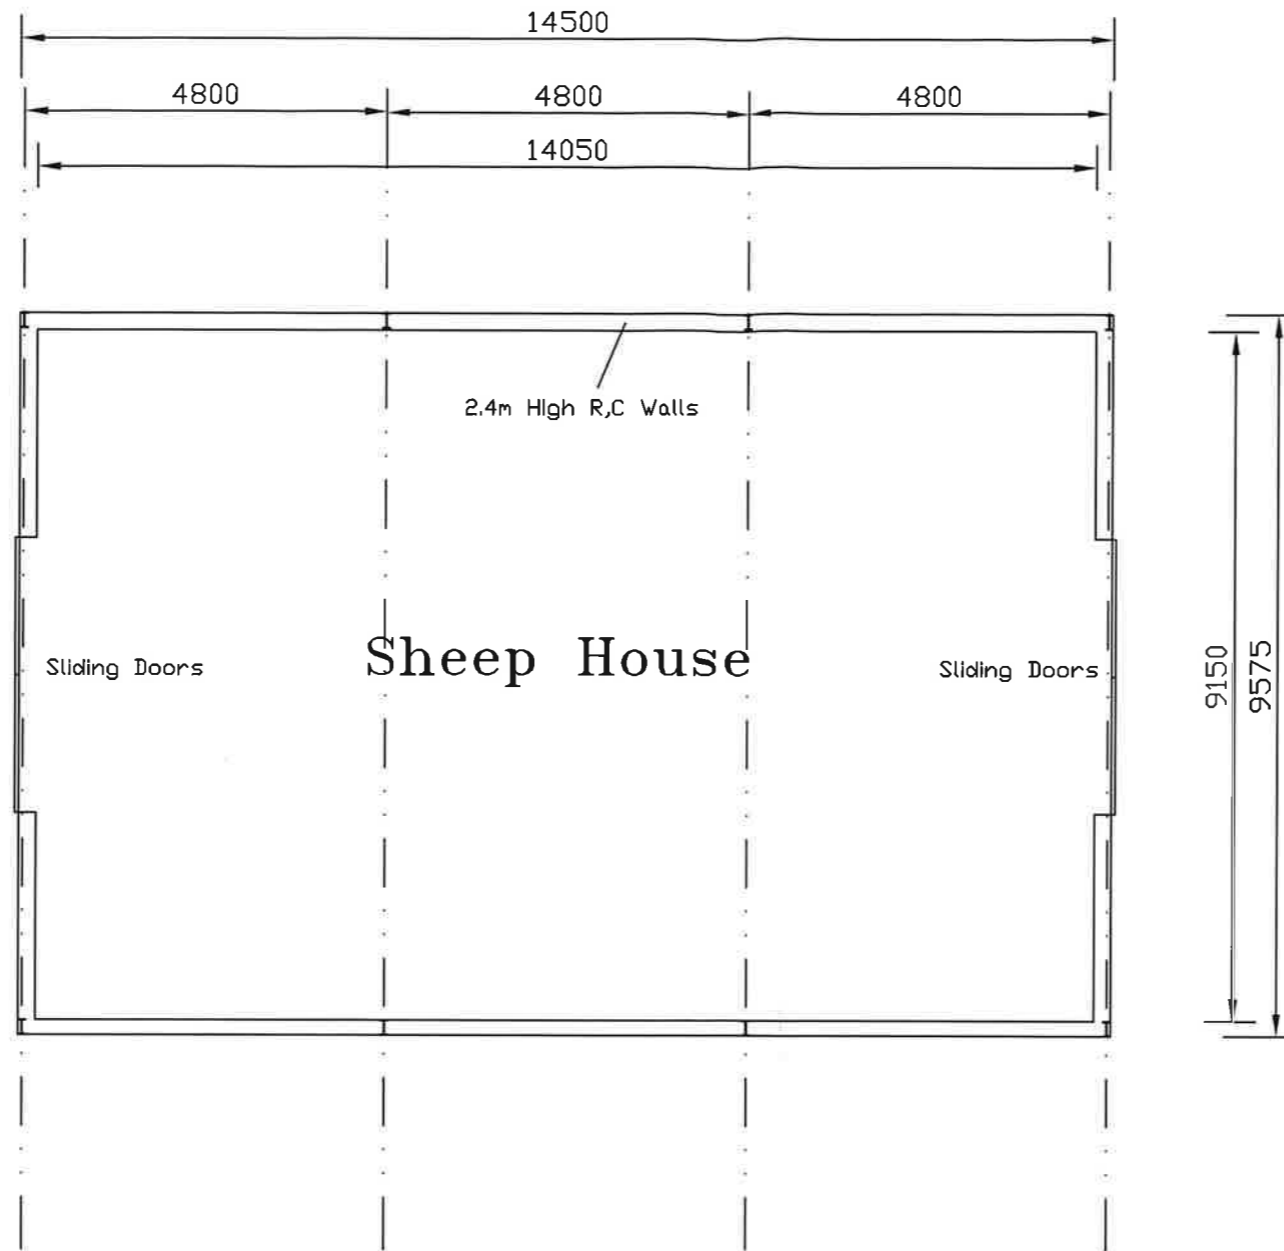 14500
4800 4800 4800
14050
2.4m High R,C Walls
Sliding Doors
Sheep House
Sliding Doors
9150
9575